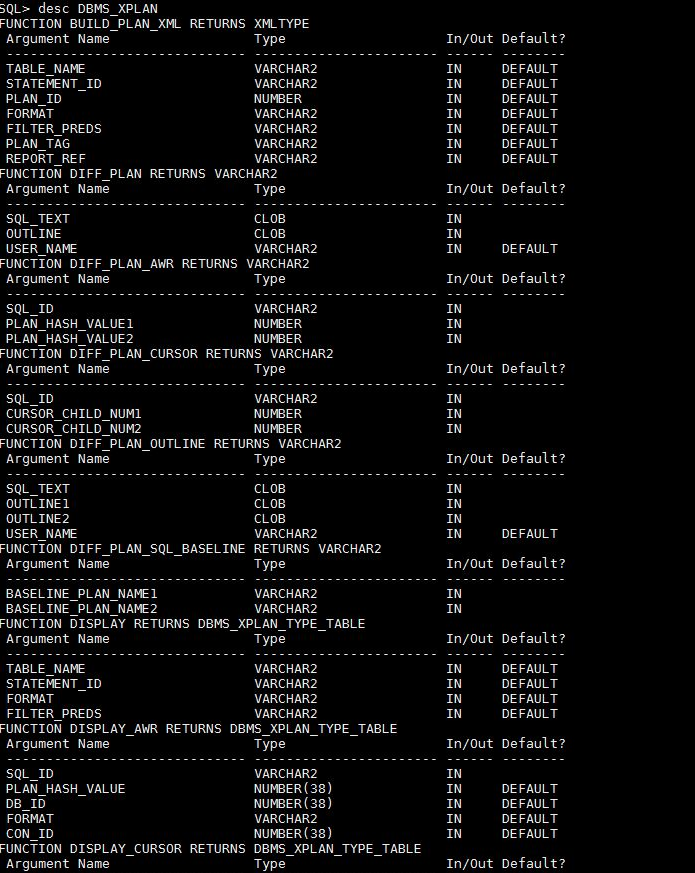 SQL> desc DBMS_XPLAN
FUNCTION BUILD_PLAN_XML RETURNS XMLTYPE
 Argument Name                  Type                    In/Out Default?
 ------------------------------ ----------------------- ------ --------
 TABLE_NAME                     VARCHAR2                IN     DEFAULT
 STATEMENT_ID                   VARCHAR2                IN     DEFAULT
 PLAN_ID                        NUMBER                  IN     DEFAULT
 FORMAT                         VARCHAR2                IN     DEFAULT
 FILTER_PREDS                   VARCHAR2                IN     DEFAULT
 PLAN_TAG                       VARCHAR2                IN     DEFAULT
 REPORT_REF                     VARCHAR2                IN     DEFAULT
FUNCTION DIFF_PLAN RETURNS VARCHAR2
 Argument Name                  Type                    In/Out Default?
 ------------------------------ ----------------------- ------ --------
 SQL_TEXT                       CLOB                    IN
 OUTLINE                        CLOB                    IN
 USER_NAME                      VARCHAR2                IN     DEFAULT
FUNCTION DIFF_PLAN_AWR RETURNS VARCHAR2
 Argument Name                  Type                    In/Out Default?
 ------------------------------ ----------------------- ------ --------
 SQL_ID                         VARCHAR2                IN
 PLAN_HASH_VALUE1               NUMBER                  IN
 PLAN_HASH_VALUE2               NUMBER                  IN
FUNCTION DIFF_PLAN_CURSOR RETURNS VARCHAR2
 Argument Name                  Type                    In/Out Default?
 ------------------------------ ----------------------- ------ --------
 SQL_ID                         VARCHAR2                IN
 CURSOR_CHILD_NUM1              NUMBER                  IN
 CURSOR_CHILD_NUM2              NUMBER                  IN
FUNCTION DIFF_PLAN_OUTLINE RETURNS VARCHAR2
 Argument Name                  Type                    In/Out Default?
 ------------------------------ ----------------------- ------ --------
 SQL_TEXT                       CLOB                    IN
 OUTLINE1                       CLOB                    IN
 OUTLINE2                       CLOB                    IN
 USER_NAME                      VARCHAR2                IN     DEFAULT
FUNCTION DIFF_PLAN_SQL_BASELINE RETURNS VARCHAR2
 Argument Name                  Type                    In/Out Default?
 ------------------------------ ----------------------- ------ --------
 BASELINE_PLAN_NAME1            VARCHAR2                IN
 BASELINE_PLAN_NAME2            VARCHAR2                IN
FUNCTION DISPLAY RETURNS DBMS_XPLAN_TYPE_TABLE
 Argument Name                  Type                    In/Out Default?
 ------------------------------ ----------------------- ------ --------
 TABLE_NAME                     VARCHAR2                IN     DEFAULT
 STATEMENT_ID                   VARCHAR2                IN     DEFAULT
 FORMAT                         VARCHAR2                IN     DEFAULT
 FILTER_PREDS                   VARCHAR2                IN     DEFAULT
FUNCTION DISPLAY_AWR RETURNS DBMS_XPLAN_TYPE_TABLE
 Argument Name                  Type                    In/Out Default?
 ------------------------------ ----------------------- ------ --------
 SQL_ID                         VARCHAR2                IN
 PLAN_HASH_VALUE                NUMBER(38)              IN     DEFAULT
 DB_ID                          NUMBER(38)              IN     DEFAULT
 FORMAT                         VARCHAR2                IN     DEFAULT
 CON_ID                         NUMBER(38)              IN     DEFAULT
FUNCTION DISPLAY_CURSOR RETURNS DBMS_XPLAN_TYPE_TABLE
 Argument Name                  Type                    In/Out Default?